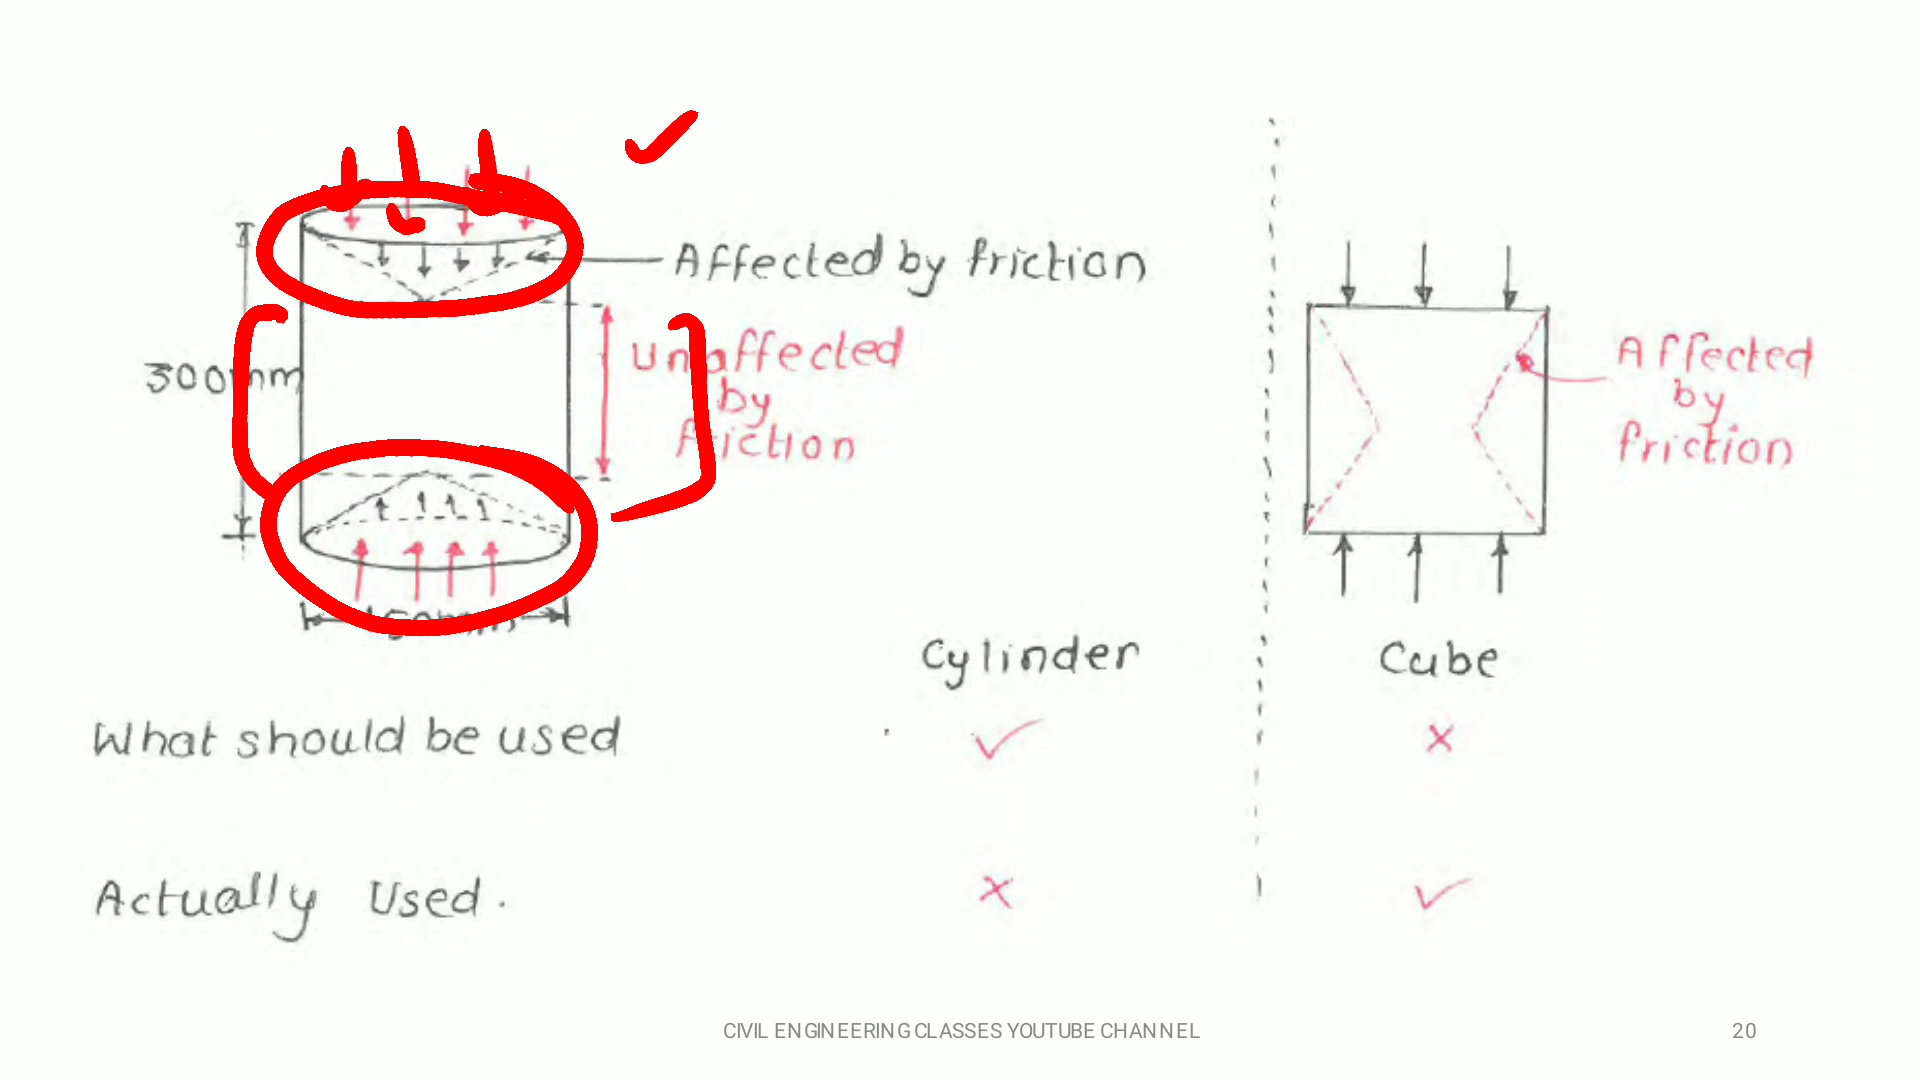 Affected by friction
Unaffected
by
friction
300mm
150mm
Affected
by
friction
Cylinder
Cube
What should be used
Actually Used.
CIVIL ENGINEERING CLASSES YOUTUBE CHANNEL
20